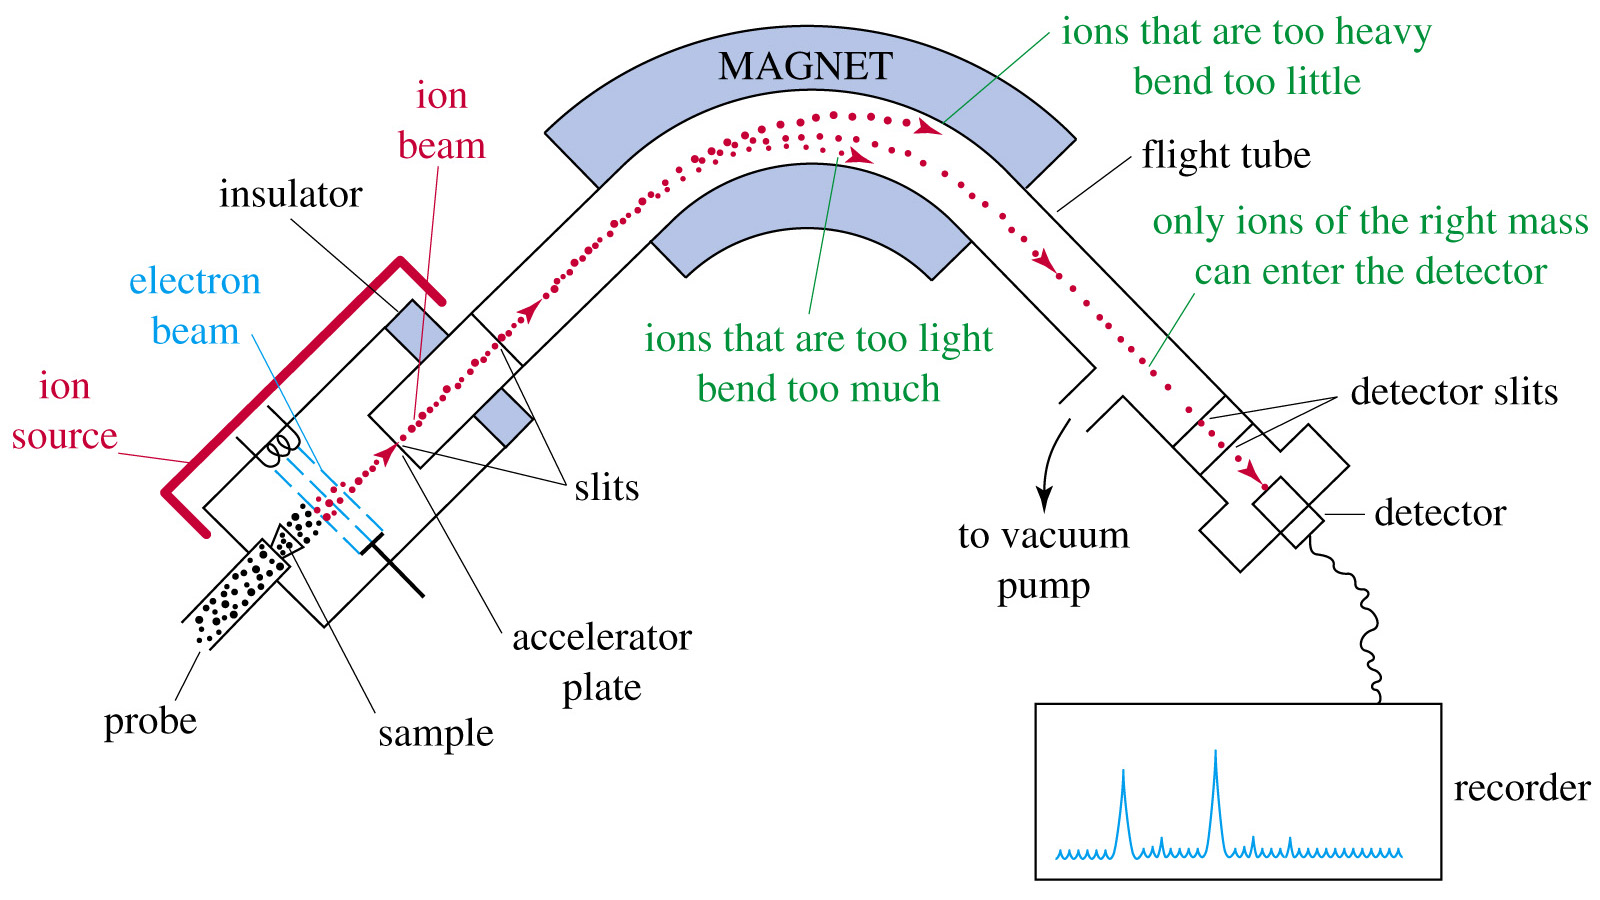 MAGNET
ions that are too heavy
bend too little
ion
beam
flight tube
insulator
only ions of the right mass
can enter the detector
electron
beam
ions that are too light
bend too much
ion
source
detector slits
slits
detector
to vacuum
pump
accelerator
plate
probe
sample
recorder